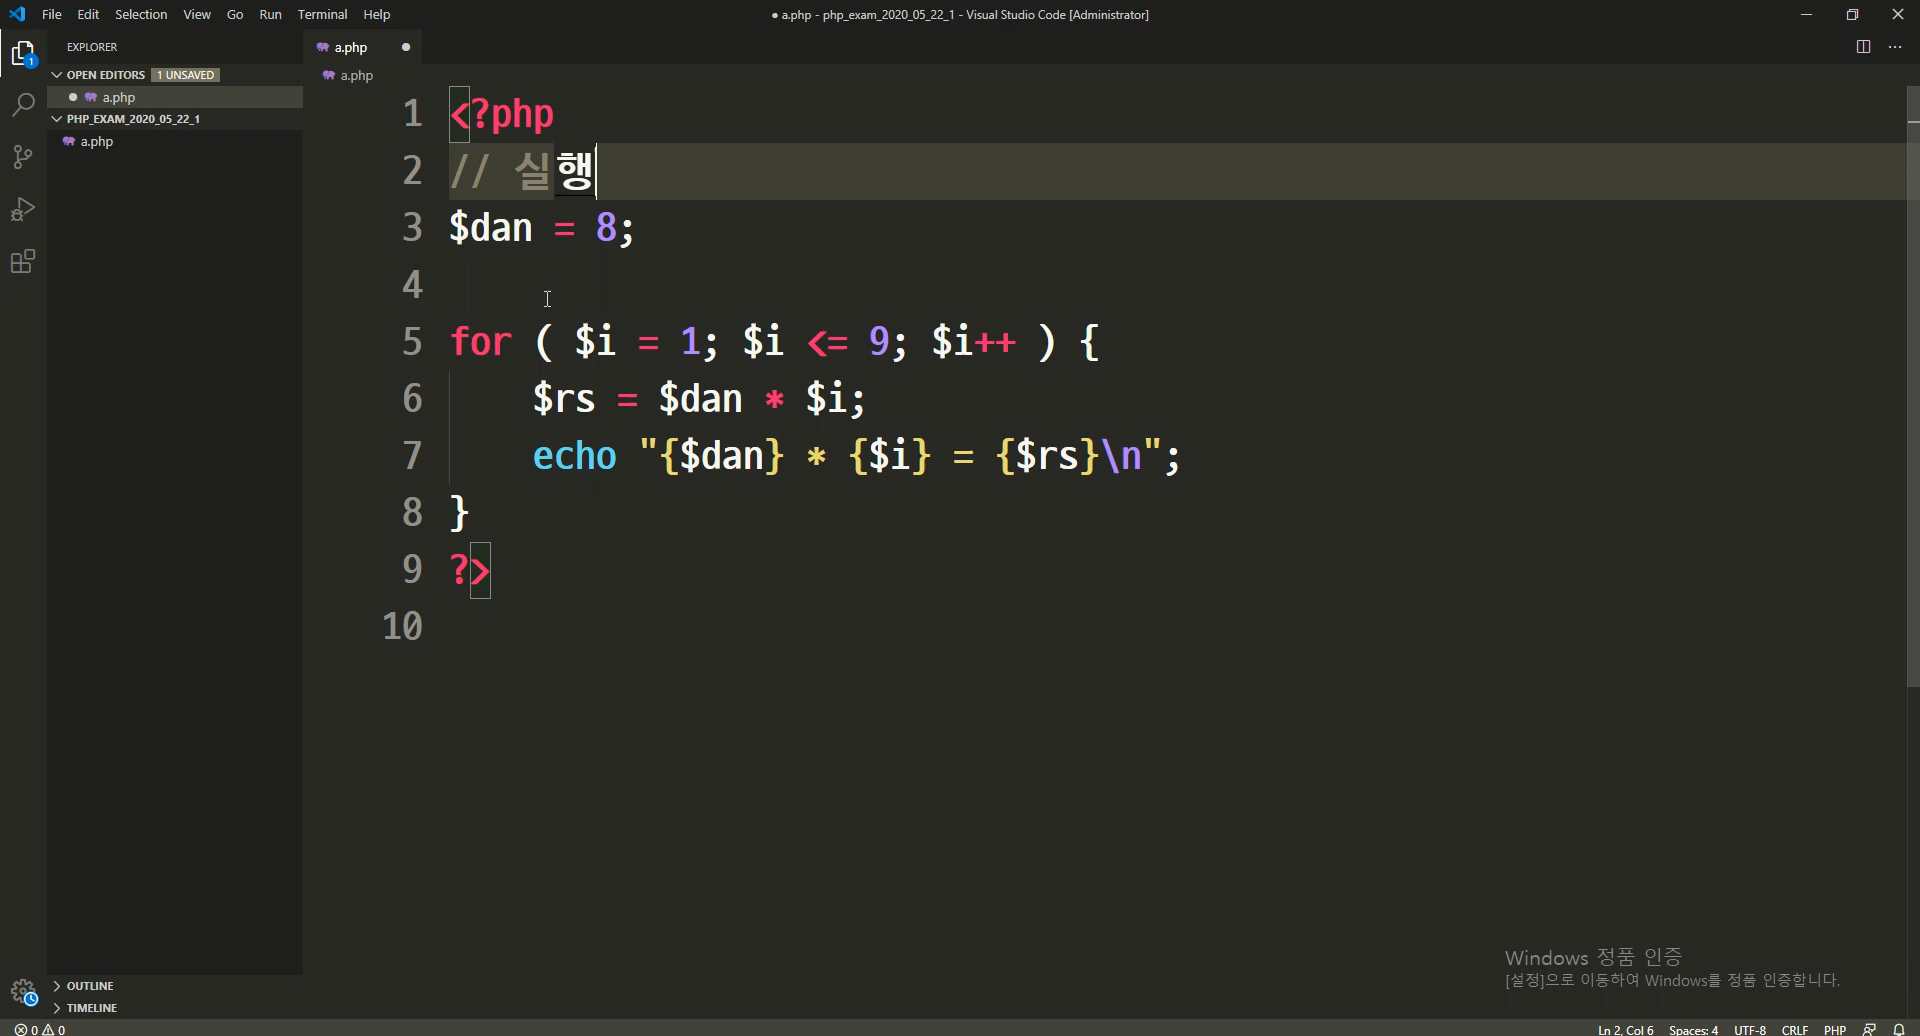 File Edit Selection View Go Run Terminal Help
● a.php - php_exam_2020_05_22_1 - Visual Studio Code [Administrator]
EXPLORER
OPEN EDITORS 1 UNSAVED
a.php
PHP_EXAM_2020_05_22_1
a.php
OUTLINE
TIMELINE
1
a.php
a.php
1 <?php
2 // 실행
3 $dan = 8;
4
5 for ( $i = 1; $i <= 9; $i++ ) {
6 $rs = $dan * $i;
7 echo "{$dan} * {$i} = {$rs}\n";
8 }
9 ?>
10
Windows 정품 인증
[설정]으로 이동하여 Windows를 정품 인증합니다.
0 0
Ln 2, Col 6 Spaces: 4 UTF-8 CRLF PHP